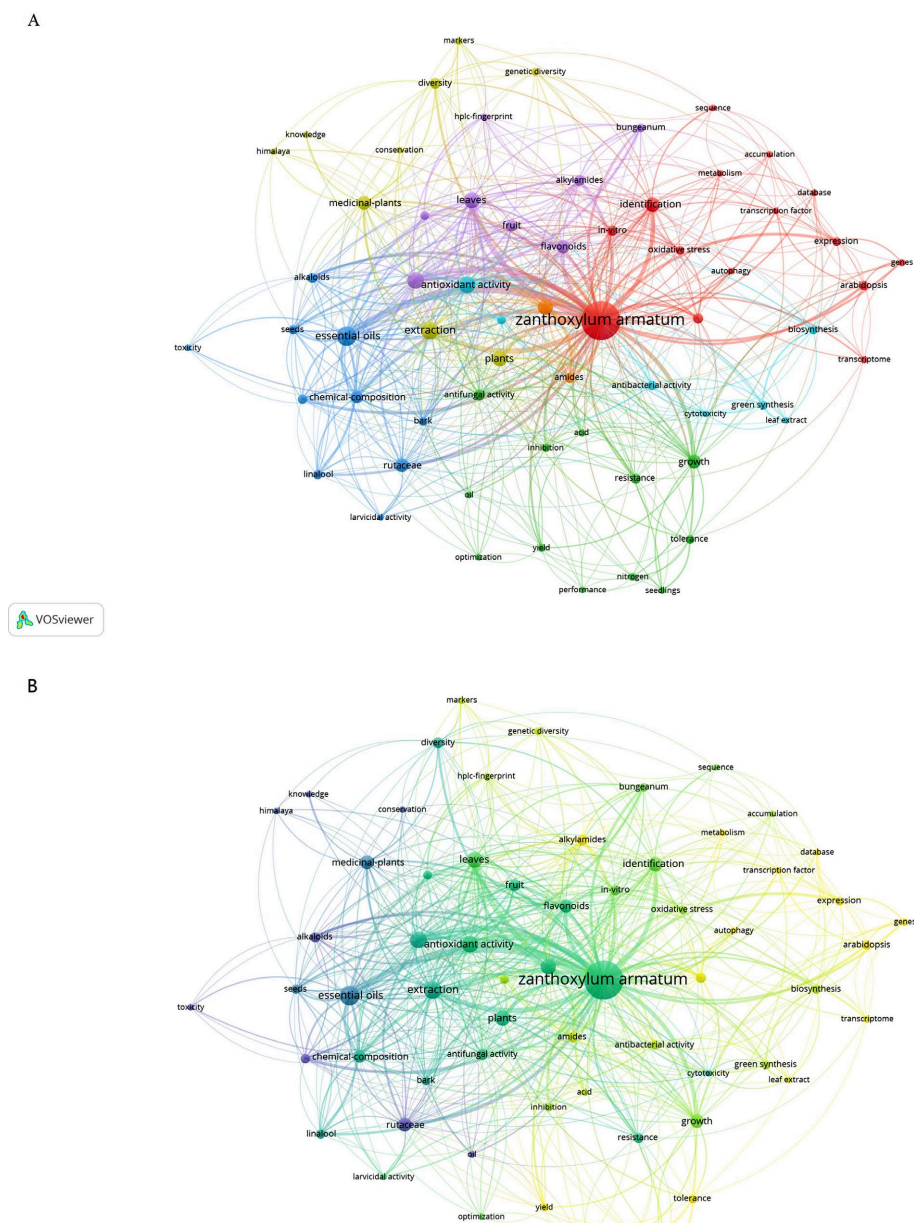 A
markers
genetic diversity
diversity
sequence
hplc-fingerprint
bungeanum
knowledge
himalaya
conservation
accumulation
metabolism
alkylamides
database
leaves
medicinal-plants
identification
transcription factor
fruit
in-vitro
expression
flavonoids
oxidative stress
genes
autophagy
alkaloids
antioxidant activity
arabidopsis
zanthoxylum armatum
seeds
essential oils
extraction
biosynthesis
toxicity
plants
transcriptome
amides
antibacterial activity
chemical-composition
antifungal activity
green synthesis
cytotoxicity
leaf extract
bark
acid
inhibition
rutaceae
growth
linalool
resistance
oil
larvicidal activity
tolerance
yield
optimization
nitrogen
performance
seedlings
VOSviewer
B
markers
genetic diversity
diversity
sequence
hplc-fingerprint
bungeanum
knowledge
himalaya
conservation
accumulation
metabolism
alkylamides
database
leaves
medicinal-plants
identification
transcription factor
fruit
in-vitro
expression
flavonoids
oxidative stress
genes
autophagy
alkaloids
antioxidant activity
arabidopsis
zanthoxylum armatum
seeds
essential oils
extraction
biosynthesis
toxicity
plants
transcriptome
amides
antibacterial activity
chemical-composition
antifungal activity
green synthesis
cytotoxicity
leaf extract
bark
acid
inhibition
rutaceae
growth
linalool
resistance
oil
larvicidal activity
tolerance
yield
optimization